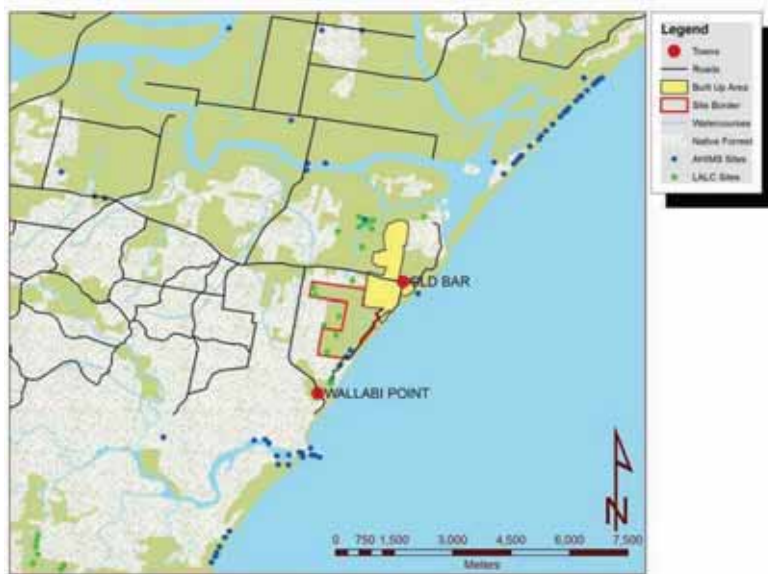 Legend
Towns
Roads
Built Up Area
Site Border
Watercourses
Native Forrest
AHIMS Sites
LALC Sites
OLD BAR
WALLABI POINT
N
0 750 1,500 3,000 4,500 6,000 7,500
Meters